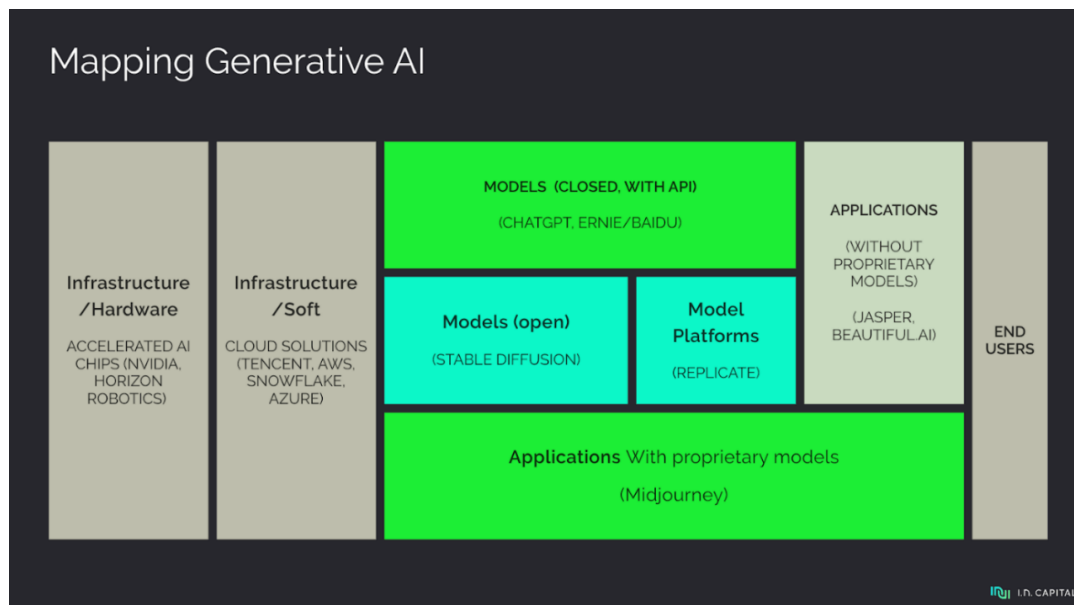 Mapping Generative AI
Infrastructure
/Hardware
ACCELERATED AI
CHIPS (NVIDIA,
HORIZON
ROBOTICS)
Infrastructure
/Soft
CLOUD SOLUTIONS
(TENCENT, AWS,
SNOWFLAKE,
AZURE)
MODELS (CLOSED, WITH API)
(CHATGPT, ERNIE/BAIDU)
Models (open)
(STABLE DIFFUSION)
Model
Platforms
(REPLICATE)
Applications With proprietary models
(Midjourney)
APPLICATIONS
(WITHOUT
PROPRIETARY
MODELS)
(JASPER,
BEAUTIFUL.AI)
END
USERS
I.N. CAPITAL